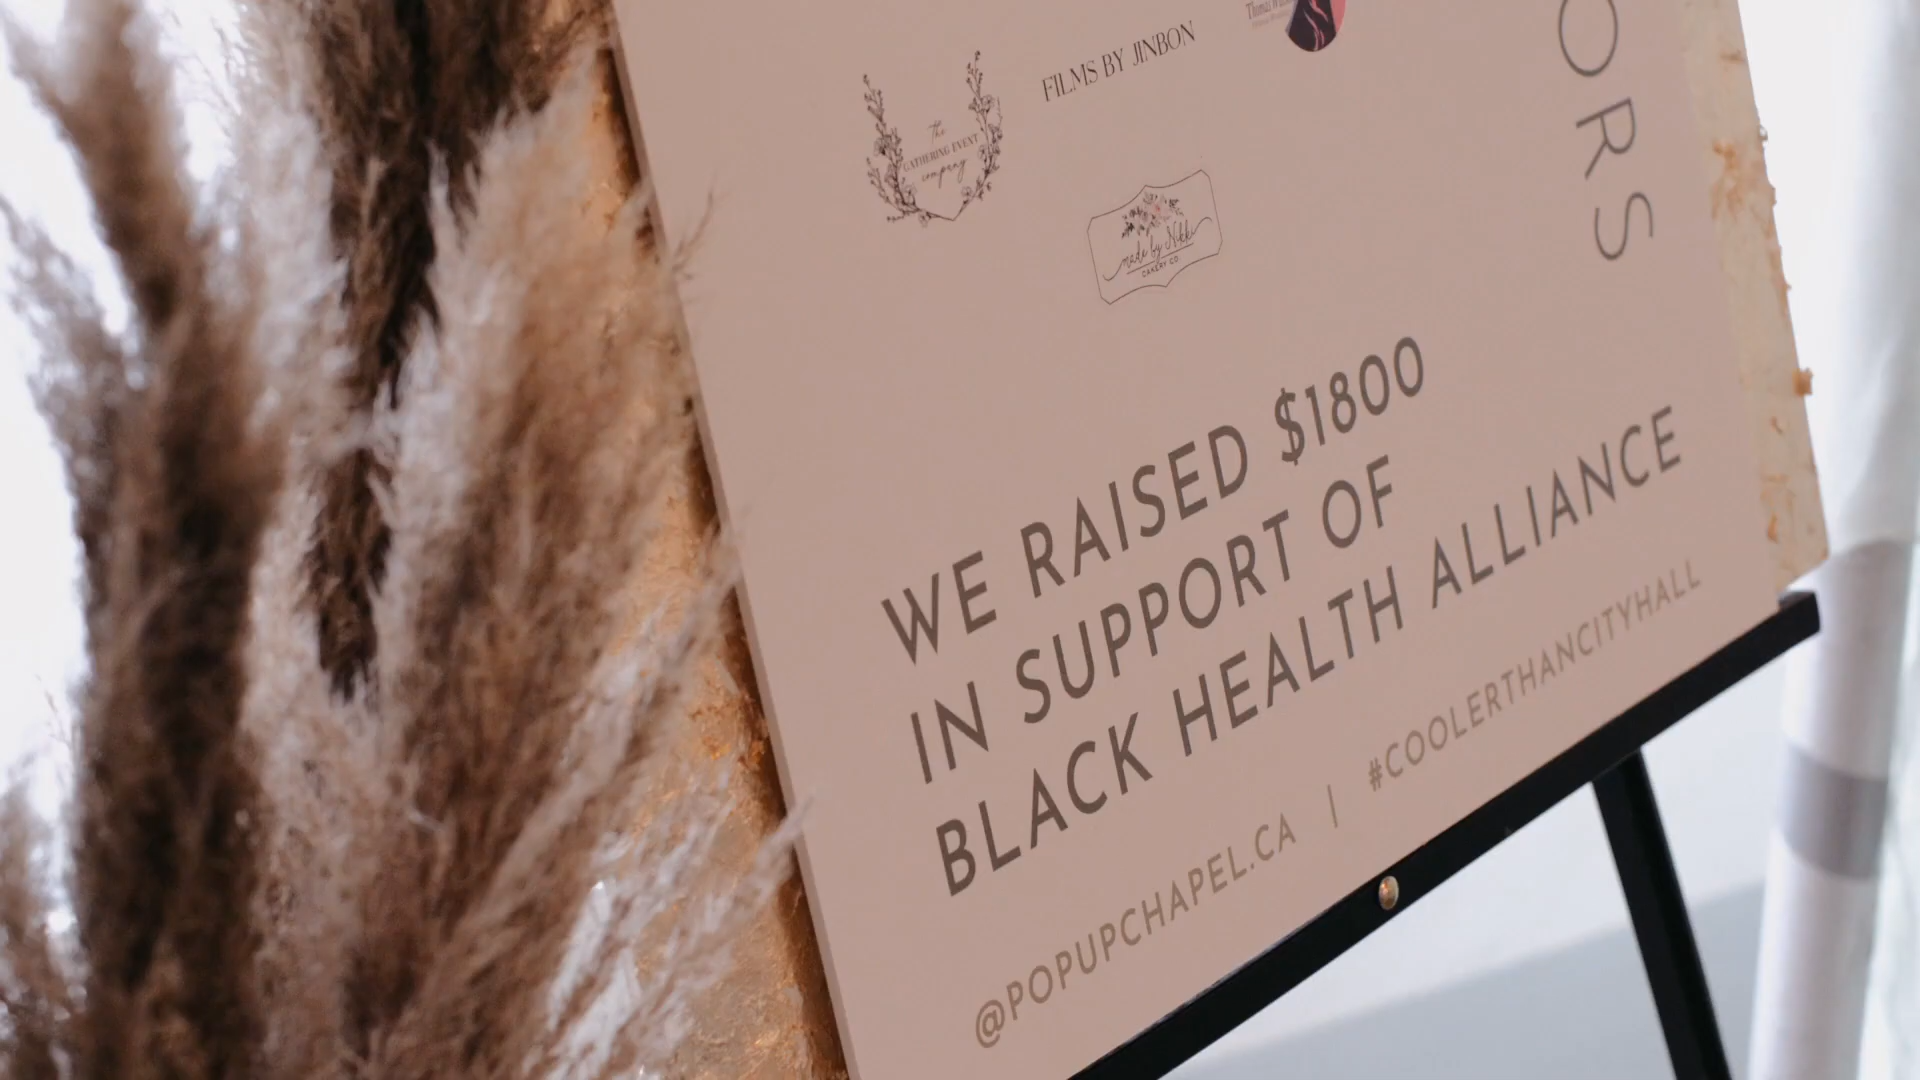 FILMS BY JINBON
The
GATHERING EVENT
company
made by Nikki
CAKERY CO.
ORS
WE RAISED $1800
IN SUPPORT OF
BLACK HEALTH ALLIANCE
@POPUPCHAPEL.CA | #COOLERTHANCITYHALL